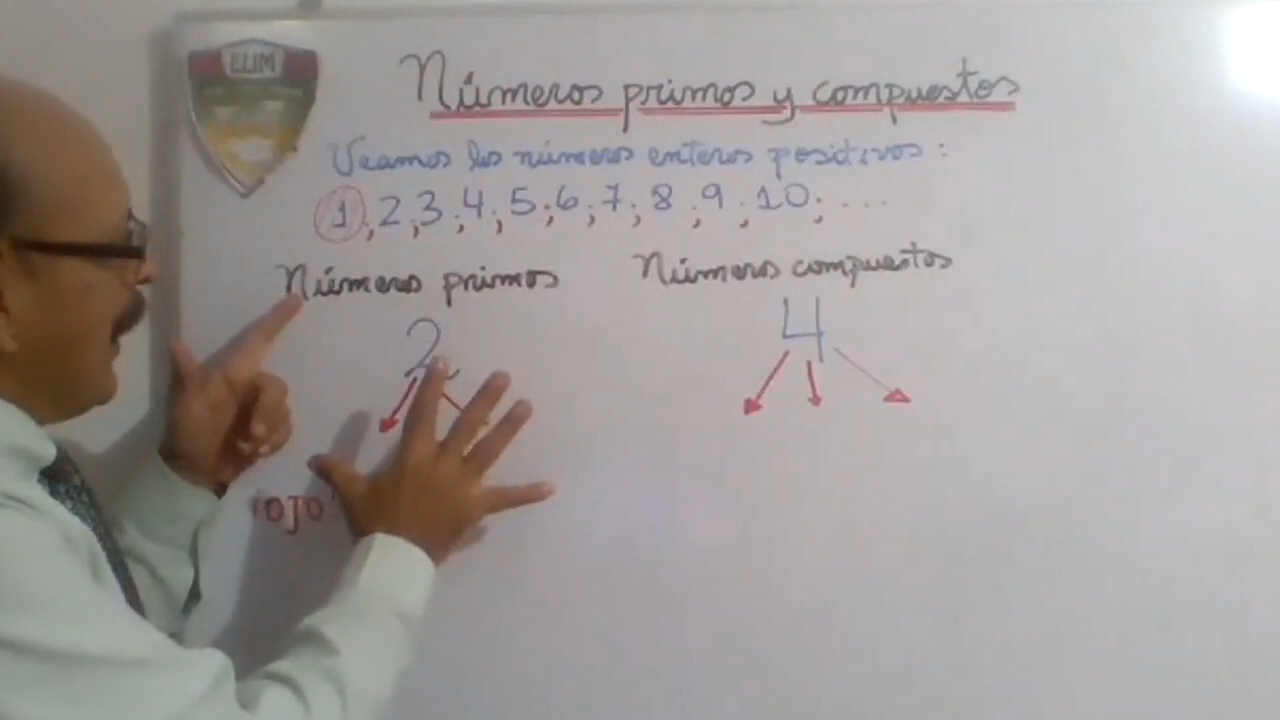 ELIM
Números primos y compuestos
Veamos los números enteros positivos:
1; 2; 3; 4; 5; 6; 7; 8; 9; 10; ...
Números primos
Números compuestos
2
4
¡OJO!